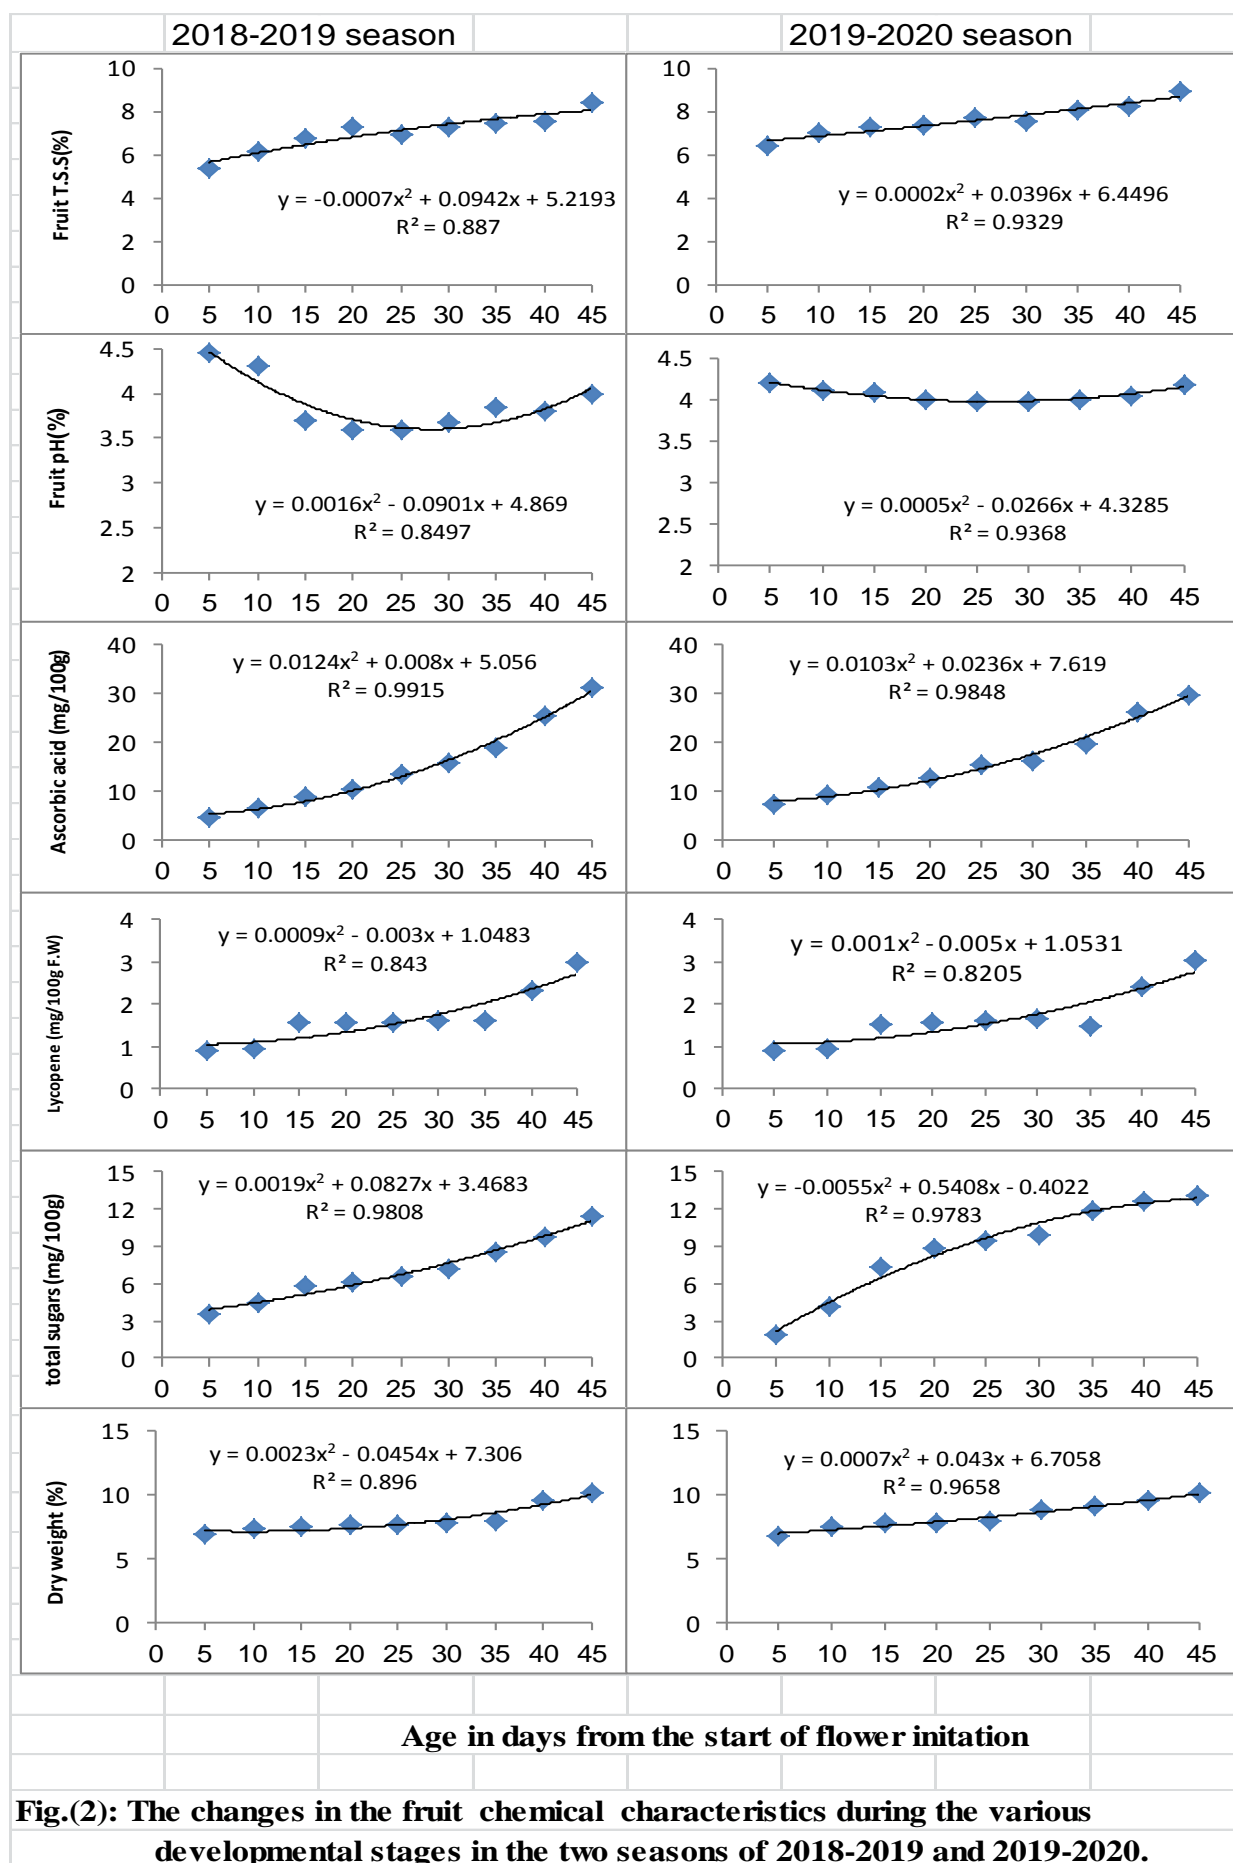 2018-2019 season
2019-2020 season
Fruit T.S.S(%)
10
8
6
4
2
0
y = -0.0007x² + 0.0942x + 5.2193
R² = 0.887
0 5 10 15 20 25 30 35 40 45
10
8
6
4
2
0
y = 0.0002x² + 0.0396x + 6.4496
R² = 0.9329
0 5 10 15 20 25 30 35 40 45
Fruit pH(%)
4.5
4
3.5
3
2.5
2
y = 0.0016x² - 0.0901x + 4.869
R² = 0.8497
0 5 10 15 20 25 30 35 40 45
4.5
4
3.5
3
2.5
2
y = 0.0005x² - 0.0266x + 4.3285
R² = 0.9368
0 5 10 15 20 25 30 35 40 45
Ascorbic acid (mg/100g)
40
30
20
10
0
y = 0.0124x² + 0.008x + 5.056
R² = 0.9915
0 5 10 15 20 25 30 35 40 45
40
30
20
10
0
y = 0.0103x² + 0.0236x + 7.619
R² = 0.9848
0 5 10 15 20 25 30 35 40 45
Lycopene (mg/100g F.W)
4
3
2
1
0
y = 0.0009x² - 0.003x + 1.0483
R² = 0.843
0 5 10 15 20 25 30 35 40 45
4
3
2
1
0
y = 0.001x² - 0.005x + 1.0531
R² = 0.8205
0 5 10 15 20 25 30 35 40 45
total sugars (mg/100g)
15
12
9
6
3
0
y = 0.0019x² + 0.0827x + 3.4683
R² = 0.9808
0 5 10 15 20 25 30 35 40 45
15
12
9
6
3
0
y = -0.0055x² + 0.5408x - 0.4022
R² = 0.9783
0 5 10 15 20 25 30 35 40 45
Dry weight (%)
15
10
5
0
y = 0.0023x² - 0.0454x + 7.306
R² = 0.896
0 5 10 15 20 25 30 35 40 45
15
10
5
0
y = 0.0007x² + 0.043x + 6.7058
R² = 0.9658
0 5 10 15 20 25 30 35 40 45
Age in days from the start of flower initation
Fig.(2): The changes in the fruit chemical characteristics during the various
developmental stages in the two seasons of 2018-2019 and 2019-2020.